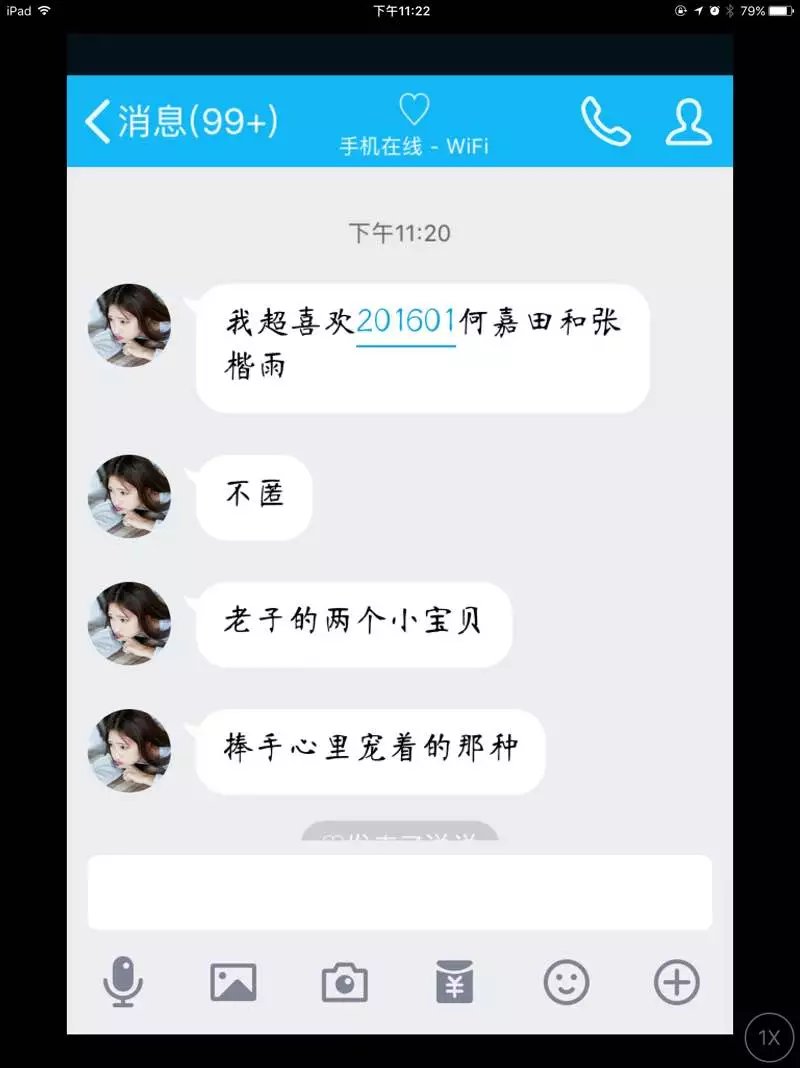 iPad
下午11:22
79%
消息(99+)
♡
手机在线 - WiFi
下午11:20
我超喜欢201601何嘉田和张
楷雨
不匿
老子的两个小宝贝
捧手心里宠着的那种
¥
1X